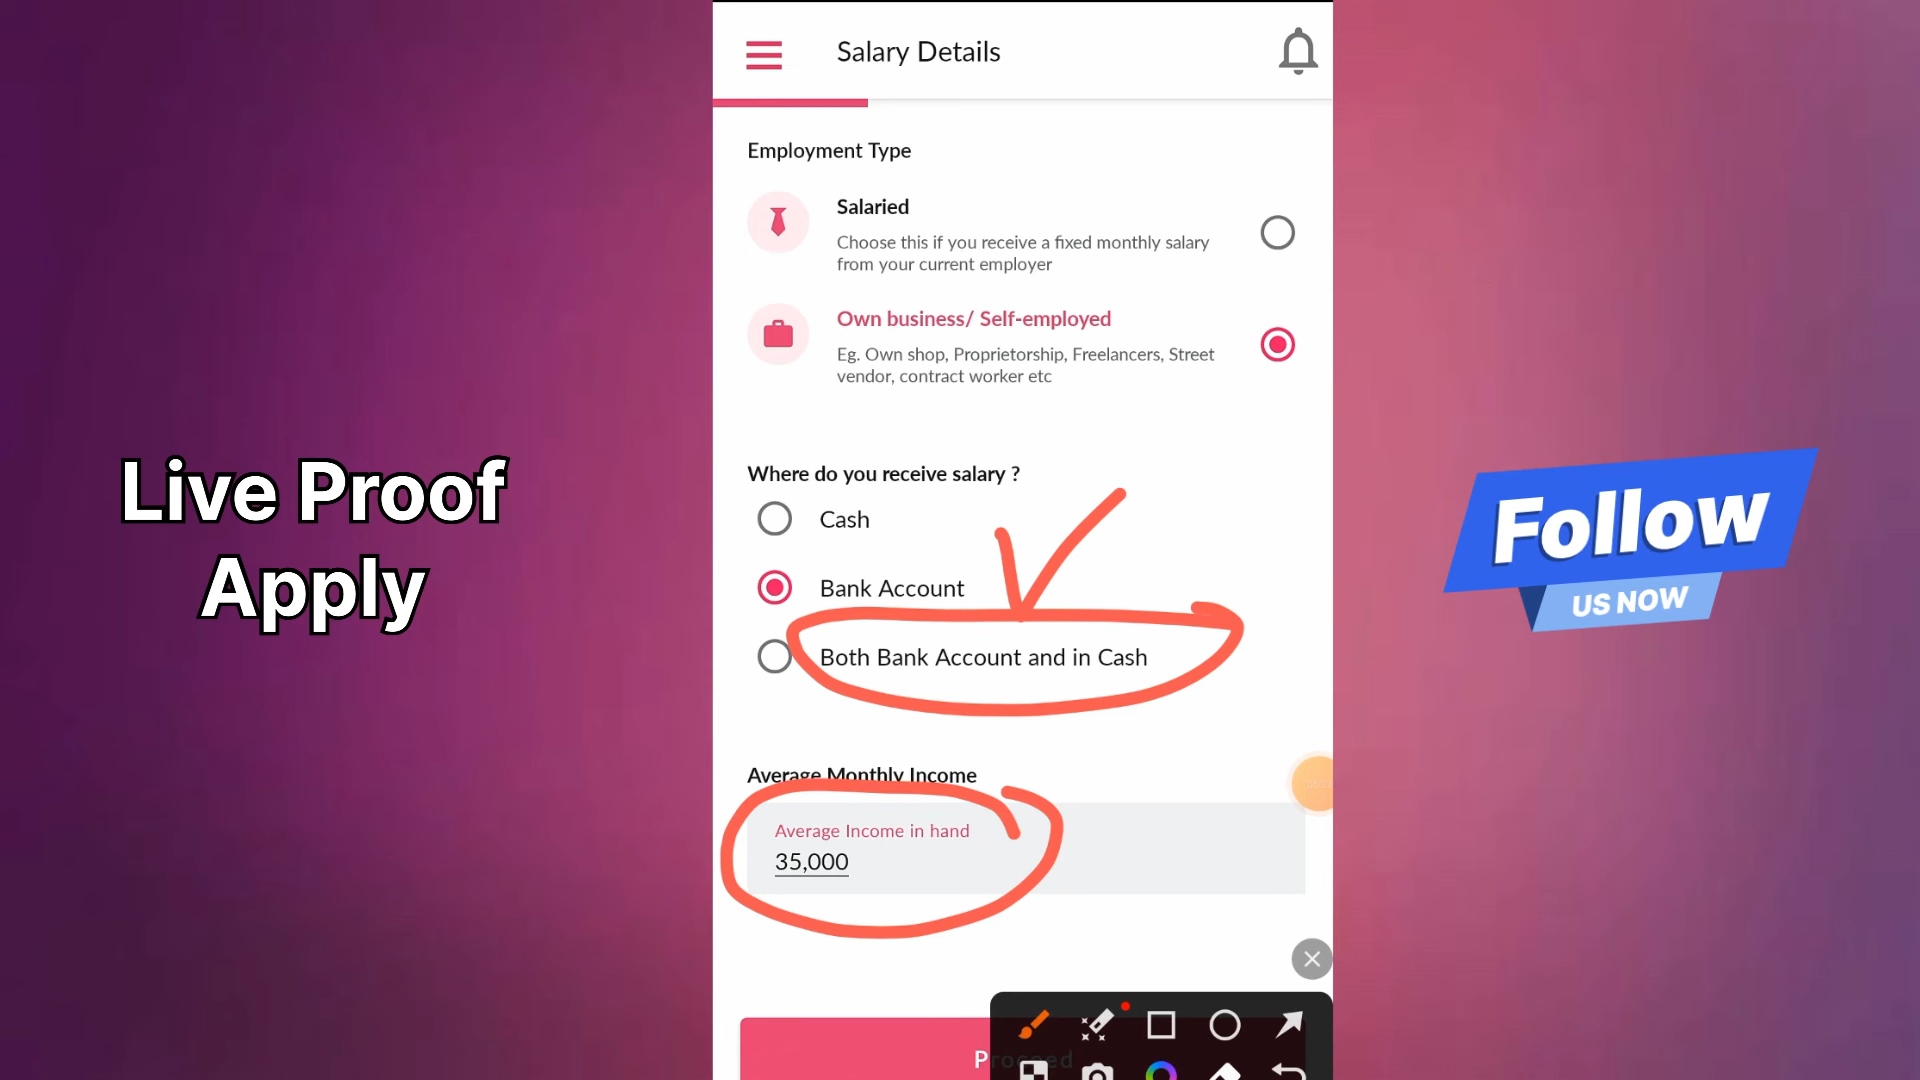 Salary Details
Employment Type
Salaried
Choose this if you receive a fixed monthly salary
from your current employer
Own business/ Self-employed
Eg. Own shop, Proprietorship, Freelancers, Street
vendor, contract worker etc
Where do you receive salary ?
Cash
Bank Account
Both Bank Account and in Cash
Average Monthly Income
Average Income in hand
35,000
Proceed
Live Proof
Apply
Follow
US NOW